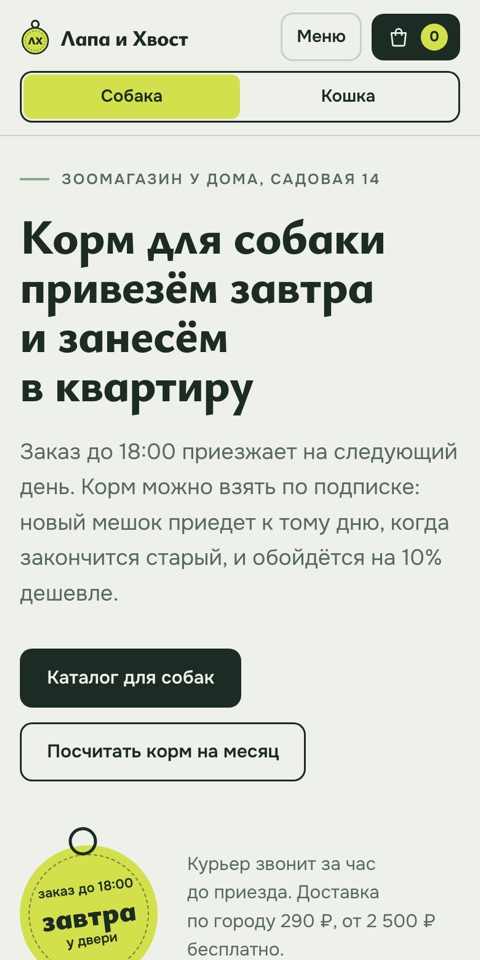 ЛХ
Лапа и Хвост
Меню
0
Собака
Кошка
ЗООМАГАЗИН У ДОМА, САДОВАЯ 14
Корм для собаки
привезём завтра
и занесём
в квартиру
Заказ до 18:00 приезжает на следующий
день. Корм можно взять по подписке:
новый мешок приедет к тому дню, когда
закончится старый, и обойдётся на 10%
дешевле.
Каталог для собак
Посчитать корм на месяц
заказ до 18:00
завтра
у двери
Курьер звонит за час
до приезда. Доставка
по городу 290 ₽, от 2 500 ₽
бесплатно.